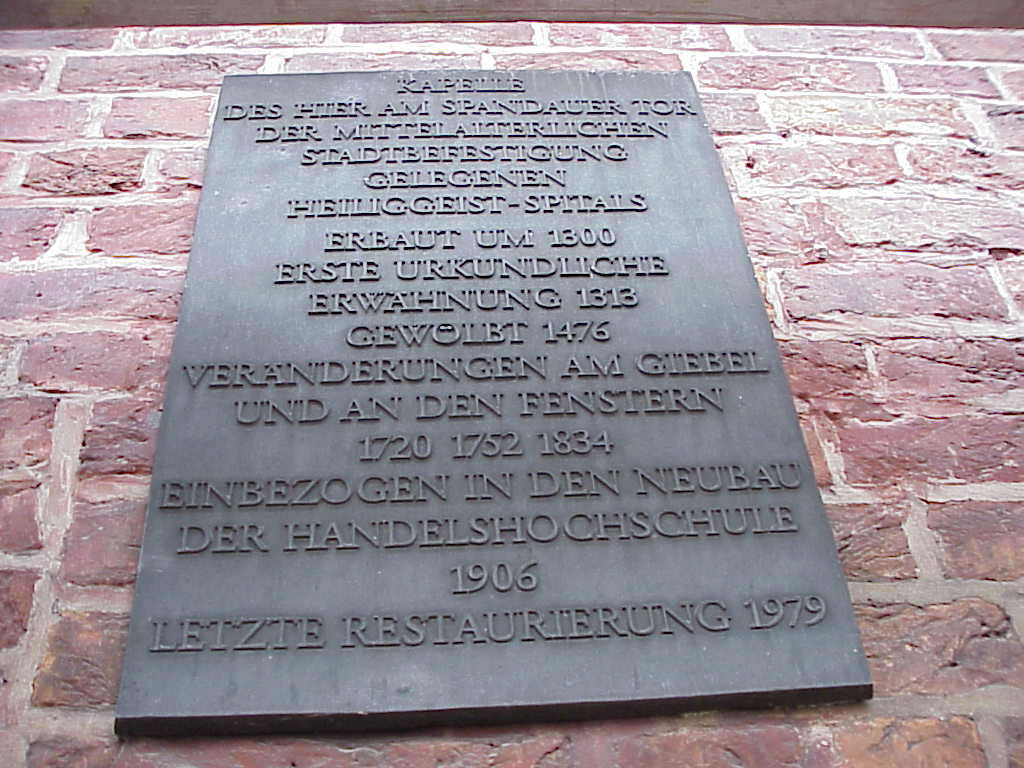 KAPELLE
DES HIER AM SPANDAUER TOR
DER MITTELALTERLICHEN
STADTBEFESTIGUNG
GELEGENEN
HEILIGGEIST-SPITALS
ERBAUT UM 1300
ERSTE URKUNDLICHE
ERWÄHNUNG 1313
GEWÖLBT 1476
VERÄNDERUNGEN AM GIEBEL
UND AN DEN FENSTERN
1720 1752 1834
EINBEZOGEN IN DEN NEUBAU
DER HANDELSHOCHSCHULE
1906
LETZTE RESTAURIERUNG 1979